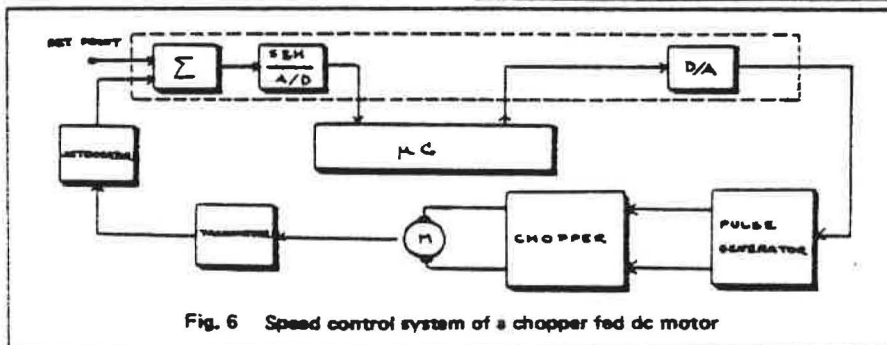 SET POINT
Σ
S & H
A/D
D/A
μC
M
CHOPPER
PULSE
GENERATOR
Fig. 6 Speed control system of a chopper fed dc motor